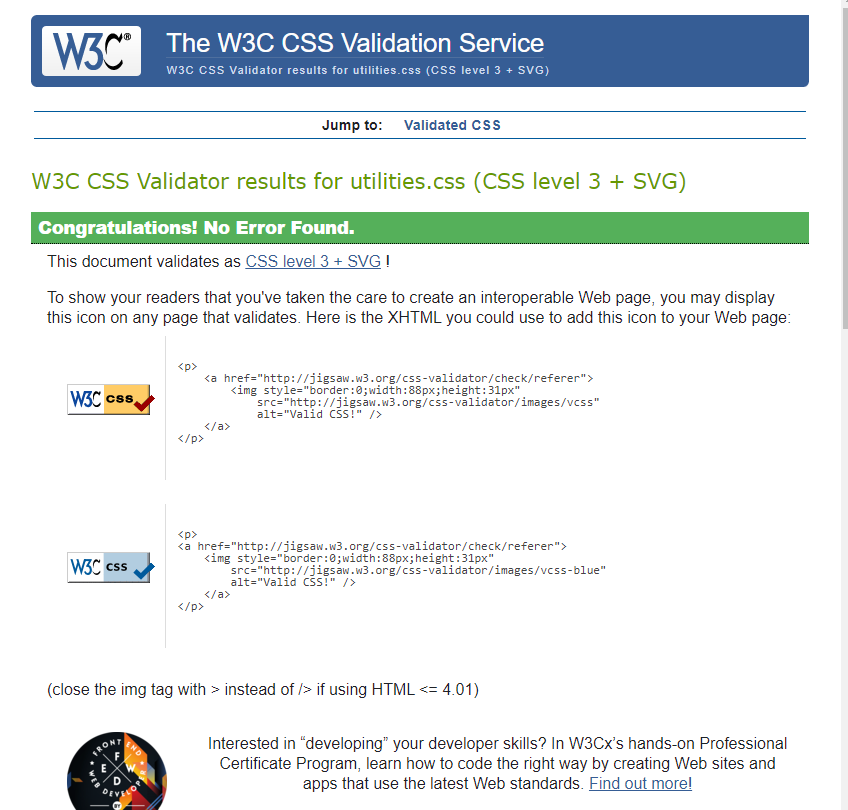 W3C®
The W3C CSS Validation Service
W3C CSS Validator results for utilities.css (CSS level 3 + SVG)
Jump to: Validated CSS
W3C CSS Validator results for utilities.css (CSS level 3 + SVG)
Congratulations! No Error Found.
This document validates as CSS level 3 + SVG !
To show your readers that you've taken the care to create an interoperable Web page, you may display
this icon on any page that validates. Here is the XHTML you could use to add this icon to your Web page:
W3C CSS
<p>
    <a href="http://jigsaw.w3.org/css-validator/check/referer">
        <img style="border:0;width:88px;height:31px"
            src="http://jigsaw.w3.org/css-validator/images/vcss"
            alt="Valid CSS!" />
    </a>
</p>
W3C CSS
<p>
<a href="http://jigsaw.w3.org/css-validator/check/referer">
    <img style="border:0;width:88px;height:31px"
        src="http://jigsaw.w3.org/css-validator/images/vcss-blue"
        alt="Valid CSS!" />
    </a>
</p>
(close the img tag with > instead of /> if using HTML <= 4.01)
FRONT END
WEB DEVELOP
FEWD
BY
Interested in “developing” your developer skills? In W3Cx’s hands-on Professional
Certificate Program, learn how to code the right way by creating Web sites and
apps that use the latest Web standards. Find out more!